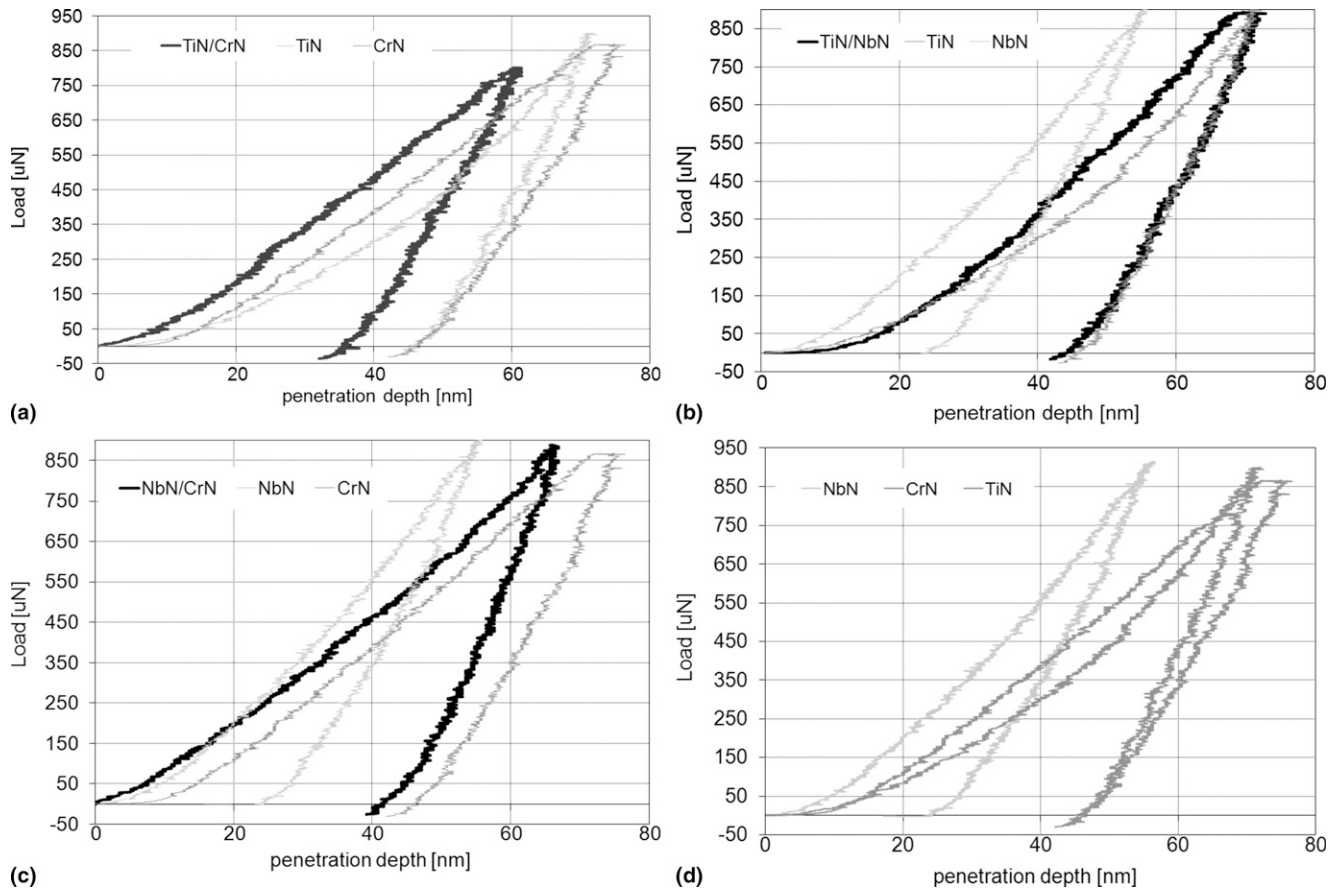 950
850
TiN/CrN TiN CrN
750
650
550
450
350
250
150
50
-50
0 20 40 60 80
Load [uN]
penetration depth [nm]
(a)
850
TiN/NbN TiN NbN
750
650
550
450
350
250
150
50
-50
0 20 40 60 80
Load [uN]
penetration depth [nm]
(b)
850
NbN/CrN NbN CrN
750
650
550
450
350
250
150
50
-50
0 20 40 60 80
Load [uN]
penetration depth [nm]
(c)
950
NbN CrN TiN
850
750
650
550
450
350
250
150
50
-50
0 20 40 60 80
Load [uN]
penetration depth [nm]
(d)